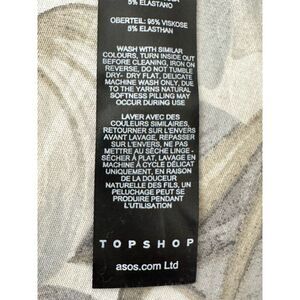 5% ELASTANO
OBERTEIL: 95% VISKOSE
5% ELASTHAN
WASH WITH SIMILAR
COLOURS, TURN INSIDE OUT
BEFORE CLEANING, IRON ON
REVERSE, DO NOT TUMBLE
DRY- DRY FLAT, DELICATE
MACHINE WASH ONLY, DUE
TO THE YARNS NATURAL
SOFTNESS PILLING MAY
OCCUR DURING USE
LAVER AVEC DES
COULEURS SIMILAIRES,
RETOURNER SUR L'ENVERS
AVANT LAVAGE, REPASSER
SUR L'ENVERS, NE PAS
METTRE AU SÈCHE LINGE -
SÉCHER À PLAT, LAVAGE EN
MACHINE À CYCLE DÉLICAT
UNIQUEMENT, EN RAISON
DE LA DOUCEUR
NATURELLE DES FILS, UN
PELUCHAGE PEUT SE
PRODUIRE PENDANT
L'UTILISATION
TOPSHOP
asos.com Ltd